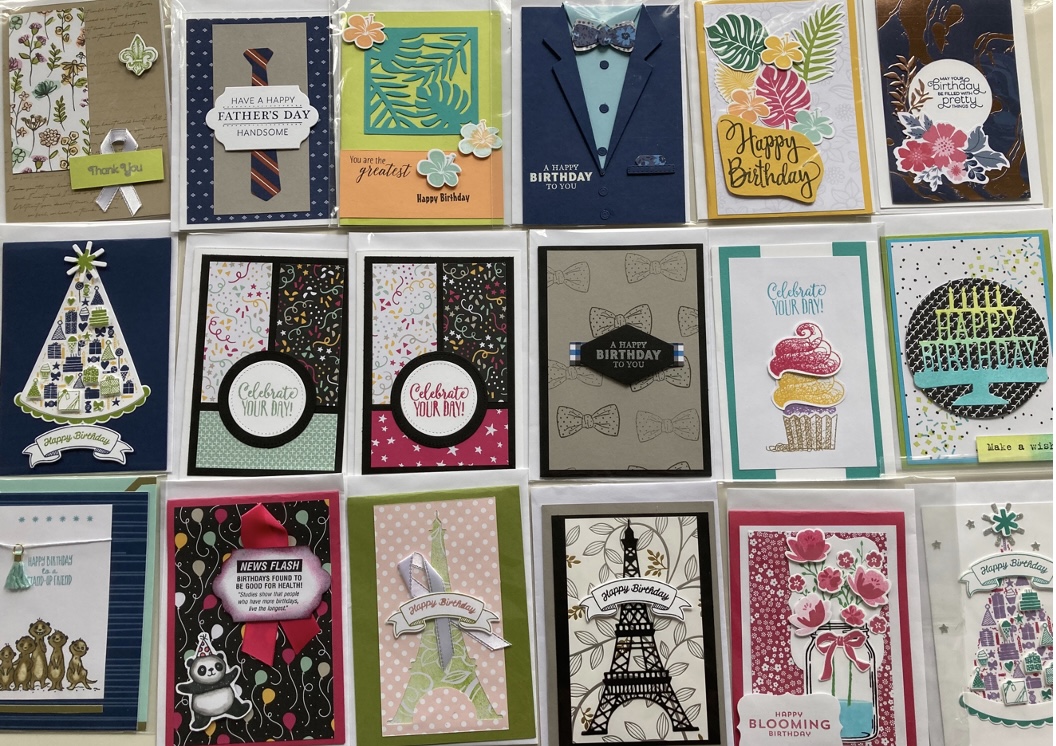 Thank You
HAVE A HAPPY
FATHER'S DAY
HANDSOME
You are the
greatest
Happy Birthday
A HAPPY
BIRTHDAY
TO YOU
Happy
Birthday
MAY YOUR
Birthday
BE FILLED WITH
pretty
THINGS
Happy Birthday
Celebrate
YOUR DAY!
Celebrate
YOUR DAY!
A HAPPY
BIRTHDAY
TO YOU
Celebrate
YOUR DAY!
HAPPY
BIRTHDAY
Make a wish
HAPPY BIRTHDAY
to a
STAND-UP FRIEND
NEWS FLASH
BIRTHDAYS FOUND TO
BE GOOD FOR HEALTH!
"Studies show that people
who have more birthdays,
live the longest."
Happy Birthday
Happy Birthday
HAPPY
BLOOMING
BIRTHDAY
Happy Birthday